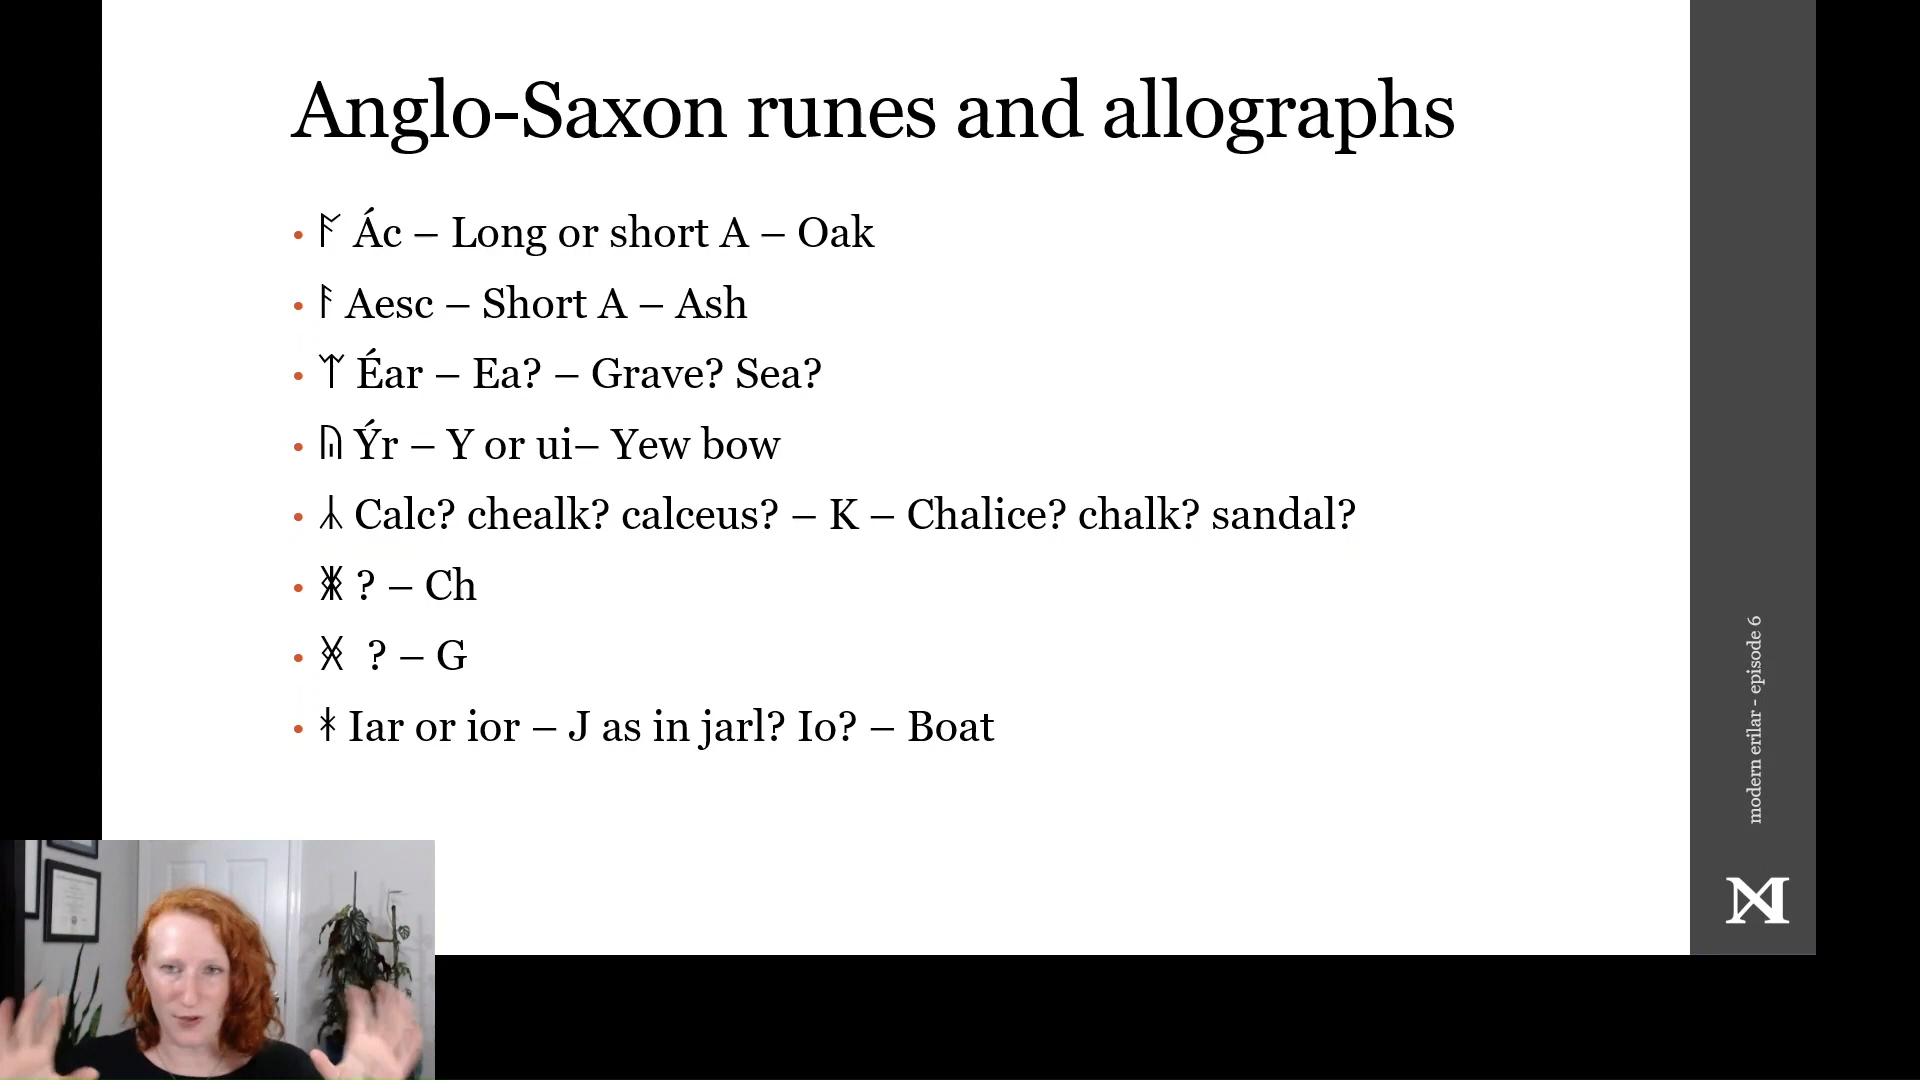 Anglo-Saxon runes and allographs
• ᚪ Ác – Long or short A – Oak
• ᚫ Aesc – Short A – Ash
• ᛠ Éar – Ea? – Grave? Sea?
• ᚣ Ýr – Y or ui– Yew bow
• ᛣ Calc? chealk? calceus? – K – Chalice? chalk? sandal?
• ᛤ ? – Ch
• ᚸ ? – G
• ᚼ Iar or ior – J as in jarl? Io? – Boat
modern erilar - episode 6